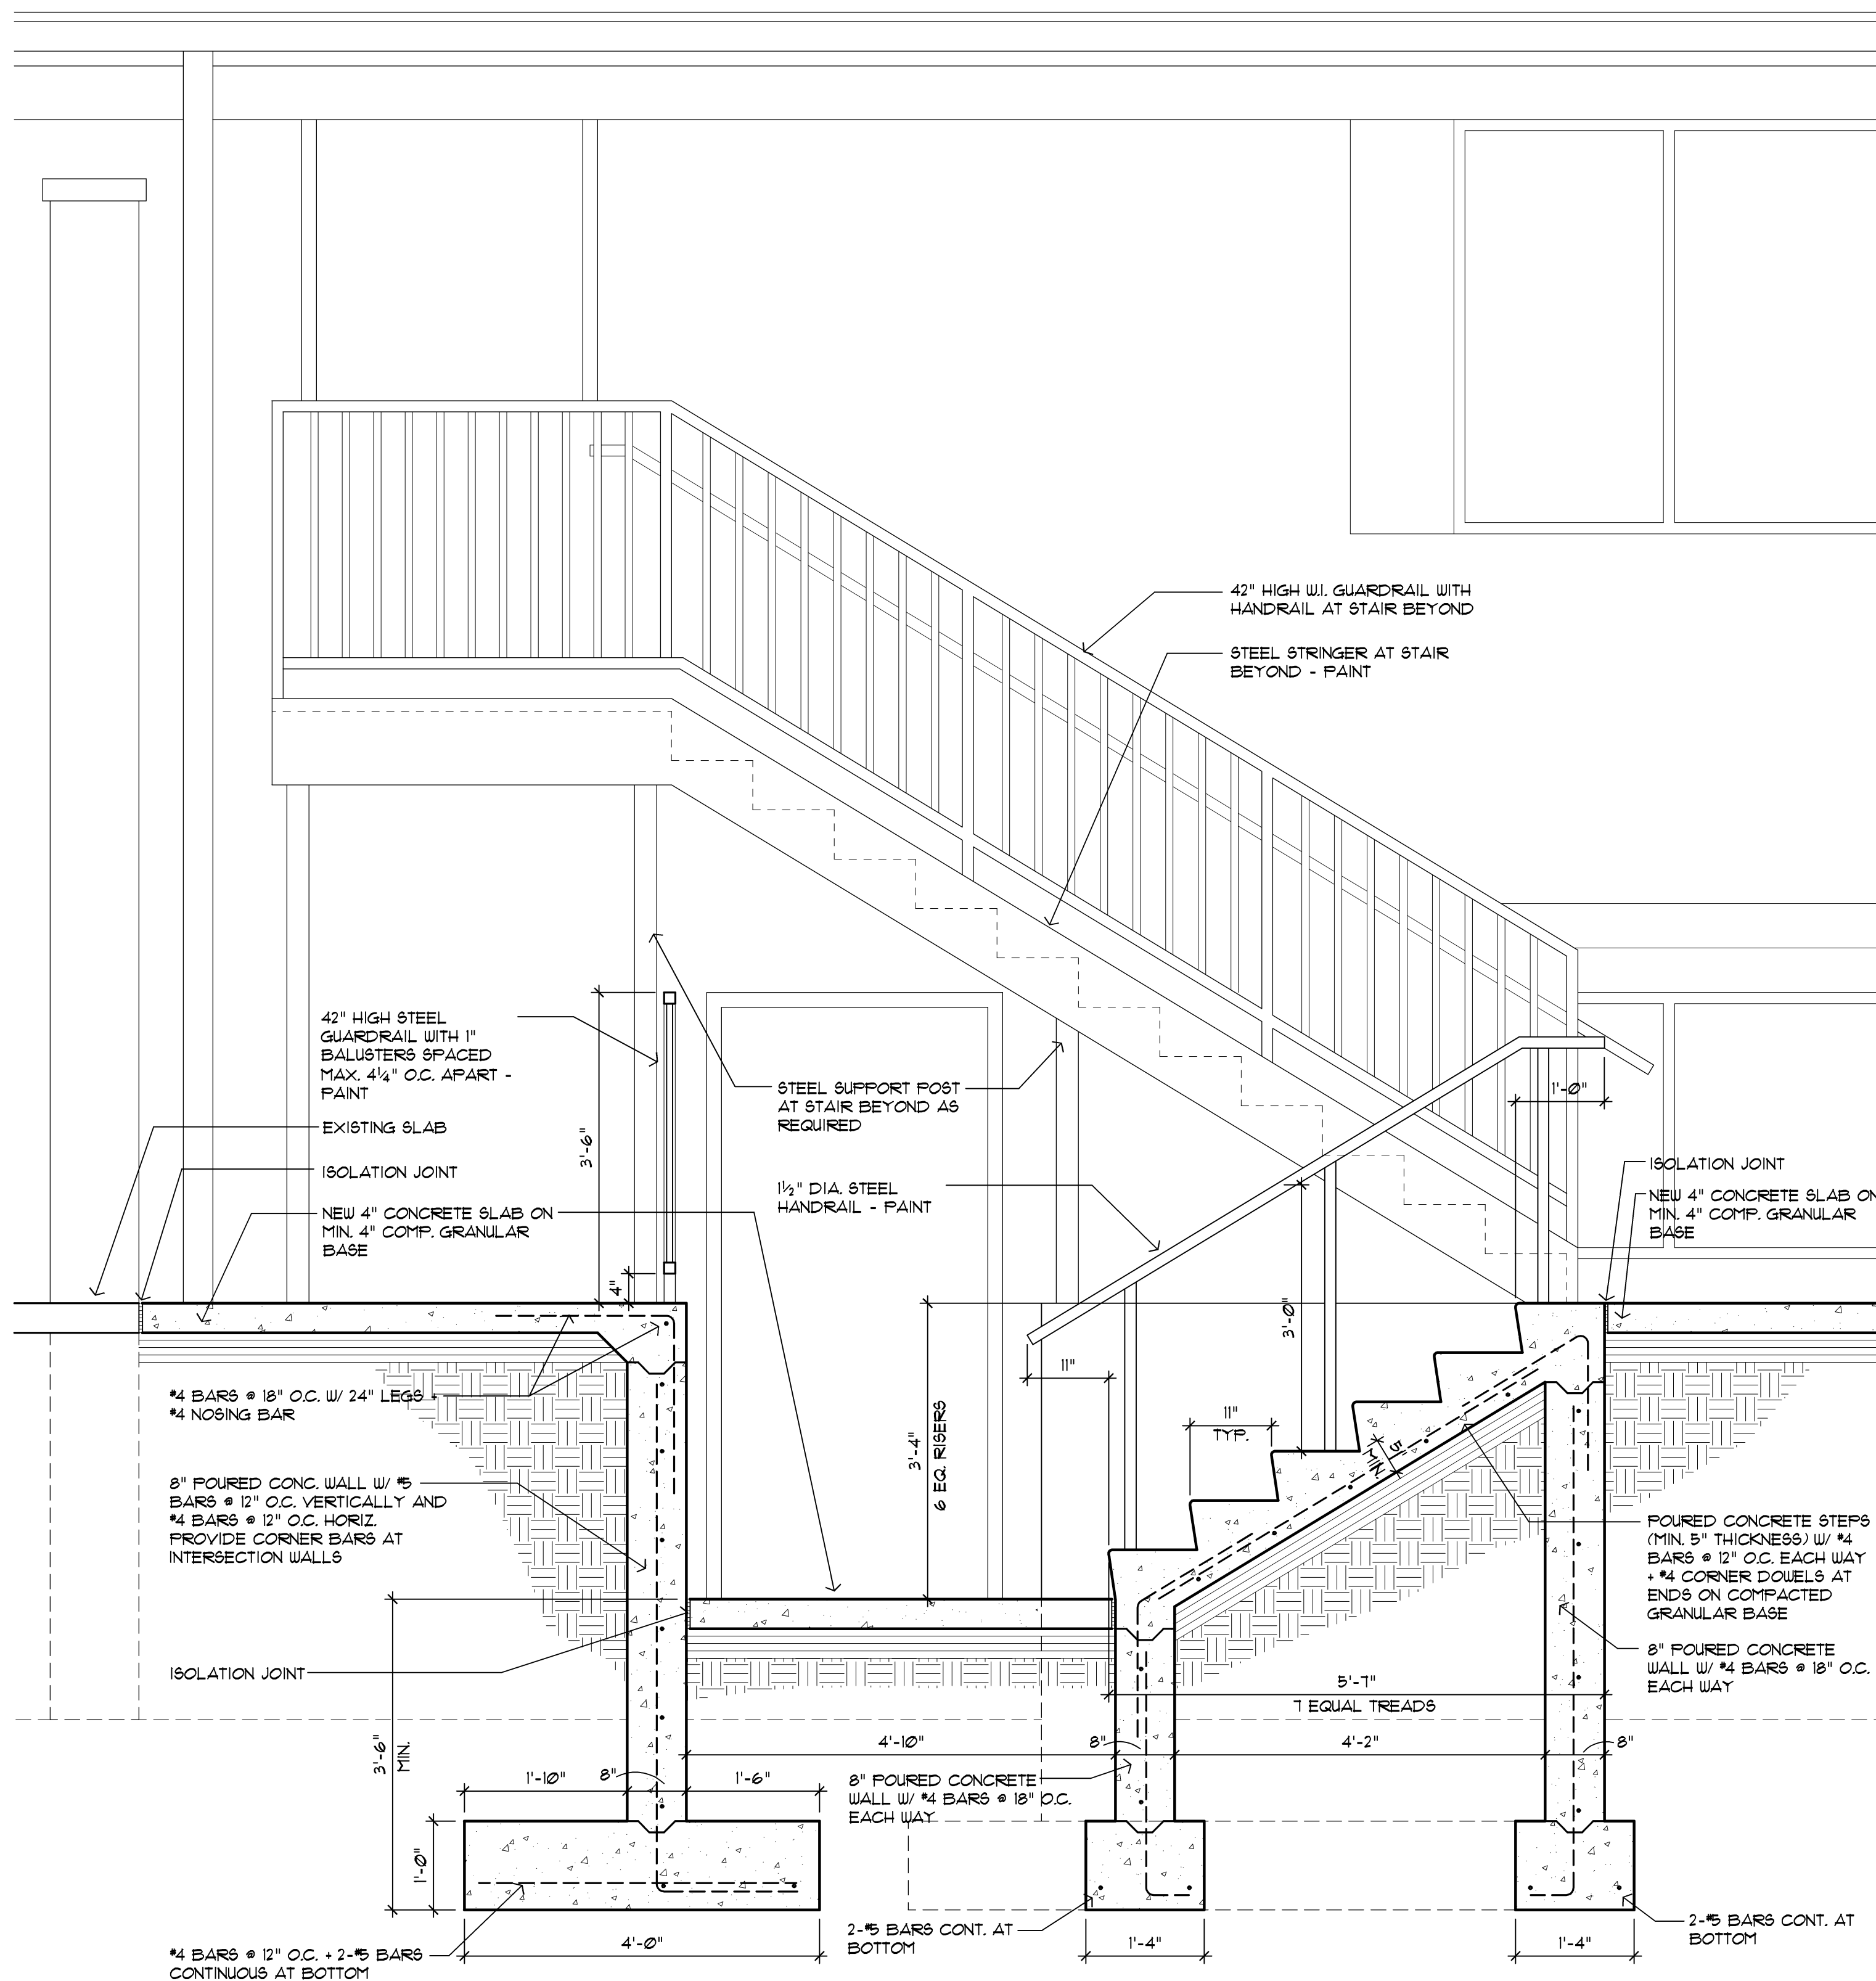 42" HIGH W.I. GUARDRAIL WITH
HANDRAIL AT STAIR BEYOND
STEEL STRINGER AT STAIR
BEYOND - PAINT
42" HIGH STEEL
GUARDRAIL WITH 1"
BALUSTERS SPACED
MAX. 4¼" O.C. APART -
PAINT
EXISTING SLAB
ISOLATION JOINT
NEW 4" CONCRETE SLAB ON
MIN. 4" COMP. GRANULAR
BASE
3'-6"
4"
STEEL SUPPORT POST
AT STAIR BEYOND AS
REQUIRED
1½" DIA. STEEL
HANDRAIL - PAINT
1'-0"
ISOLATION JOINT
NEW 4" CONCRETE SLAB ON
MIN. 4" COMP. GRANULAR
BASE
3'-0"
11"
11"
TYP.
5"
MIN.
3'-4"
6 EQ. RISERS
#4 BARS @ 18" O.C. W/ 24" LEGS +
#4 NOSING BAR
8" POURED CONC. WALL W/ #5
BARS @ 12" O.C. VERTICALLY AND
#4 BARS @ 12" O.C. HORIZ.
PROVIDE CORNER BARS AT
INTERSECTION WALLS
ISOLATION JOINT
POURED CONCRETE STEPS
(MIN. 5" THICKNESS) W/ #4
BARS @ 12" O.C. EACH WAY
+ #4 CORNER DOWELS AT
ENDS ON COMPACTED
GRANULAR BASE
8" POURED CONCRETE
WALL W/ #4 BARS @ 18" O.C.
EACH WAY
5'-7"
7 EQUAL TREADS
3'-6"
MIN.
4'-10"
8"
4'-2"
8"
1'-10"
8"
1'-6"
8" POURED CONCRETE
WALL W/ #4 BARS @ 18" O.C.
EACH WAY
1'-0"
2-#5 BARS CONT. AT
BOTTOM
2-#5 BARS CONT. AT
BOTTOM
4'-0"
1'-4"
1'-4"
#4 BARS @ 12" O.C. + 2-#5 BARS
CONTINUOUS AT BOTTOM